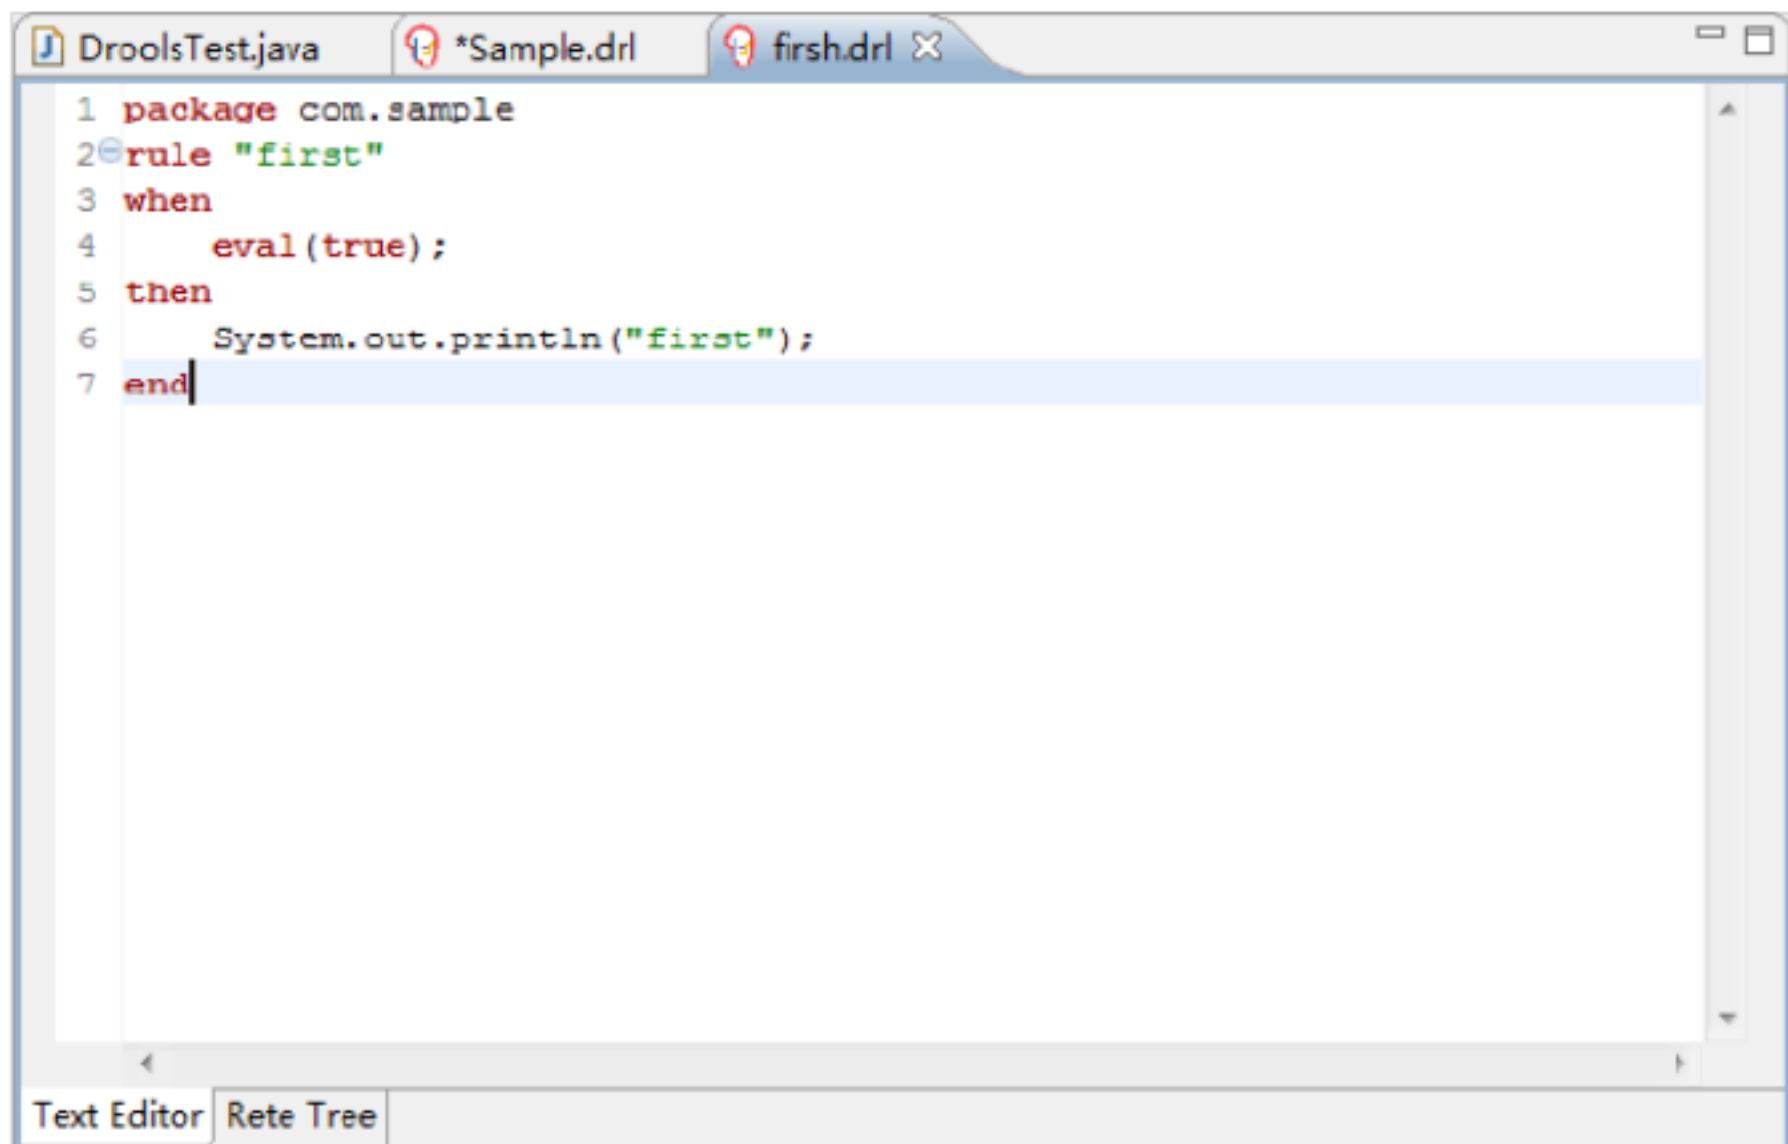 DroolsTest.java *Sample.drl firsh.drl
1 package com.sample
2 rule "first"
3 when
4 eval(true);
5 then
6 System.out.println("first");
7 end
Text Editor Rete Tree